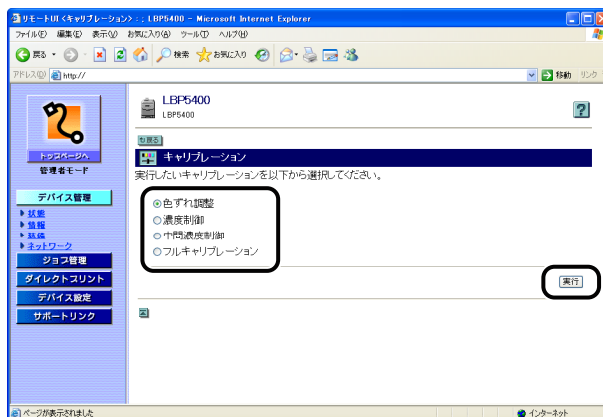 リモートUI <キャリブレーション> : ; LBP5400 - Microsoft Internet Explorer
ファイル(F) 編集(E) 表示(V) お気に入り(A) ツール(T) ヘルプ(H)
戻る 検索 お気に入り
アドレス(D) http:// 移動 リンク
LBP5400
LBP5400
?
もどる
トップページへ
管理者モード
キャリブレーション
実行したいキャリブレーションを以下から選択してください。
デバイス管理
状態
情報
装備
ネットワーク
色ずれ調整
濃度制御
中間濃度制御
フルキャリブレーション
ジョブ管理
ダイレクトプリント
デバイス設定
サポートリンク
実行
ページが表示されました
インターネット